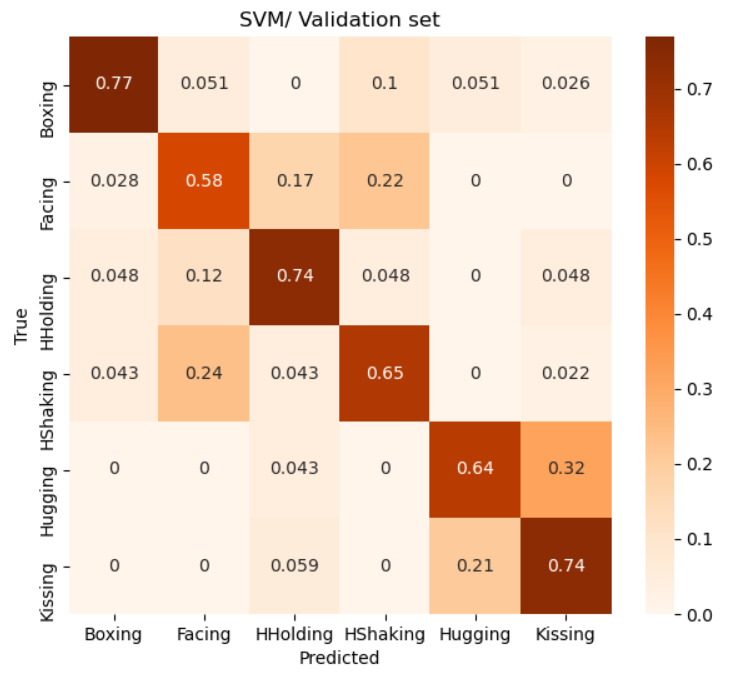 SVM/ Validation set
Boxing 0.77 0.051 0 0.1 0.051 0.026
Facing 0.028 0.58 0.17 0.22 0 0
HHolding 0.048 0.12 0.74 0.048 0 0.048
HShaking 0.043 0.24 0.043 0.65 0 0.022
Hugging 0 0 0.043 0 0.64 0.32
Kissing 0 0 0.059 0 0.21 0.74
True
Boxing Facing HHolding HShaking Hugging Kissing
Predicted
0.7
0.6
0.5
0.4
0.3
0.2
0.1
0.0